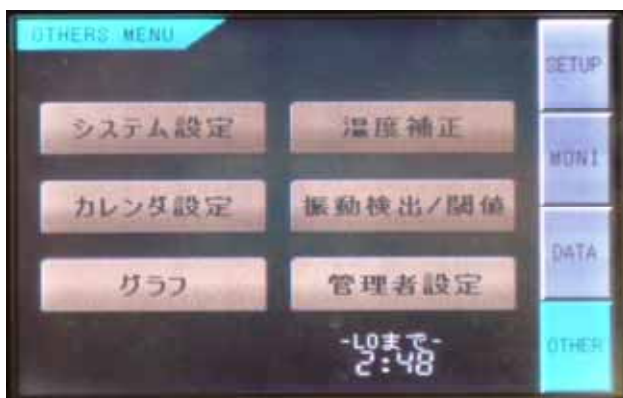 OTHERS MENU
SETUP
システム設定
温度補正
MONI
カレンダ設定
振動検出/閾値
DATA
グラフ
管理者設定
-LOまで-
2:48
OTHER